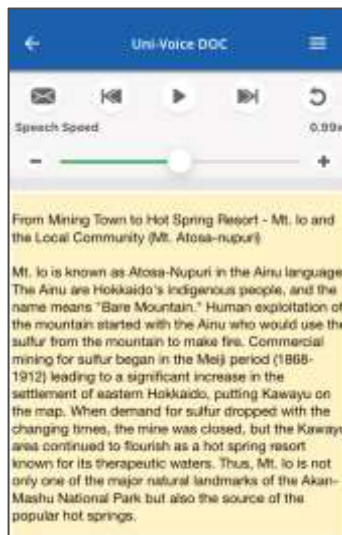 Uni-Voice DOC
Speech Speed 0.99x
From Mining Town to Hot Spring Resort - Mt. Io and
the Local Community (Mt. Atosa-nupuri)
Mt. Io is known as Atosa-Nupuri in the Ainu language
The Ainu are Hokkaido's indigenous people, and the
name means "Bare Mountain." Human exploitation of
the mountain started with the Ainu who would use the
sulfur from the mountain to make fire. Commercial
mining for sulfur began in the Meiji period (1868-
1912) leading to a significant increase in the
settlement of eastern Hokkaido, putting Kawayu on
the map. When demand for sulfur dropped with the
changing times, the mine was closed, but the Kawayu
area continued to flourish as a hot spring resort
known for its therapeutic waters. Thus, Mt. Io is not
only one of the major natural landmarks of the Akan-
Mashu National Park but also the source of the
popular hot springs.